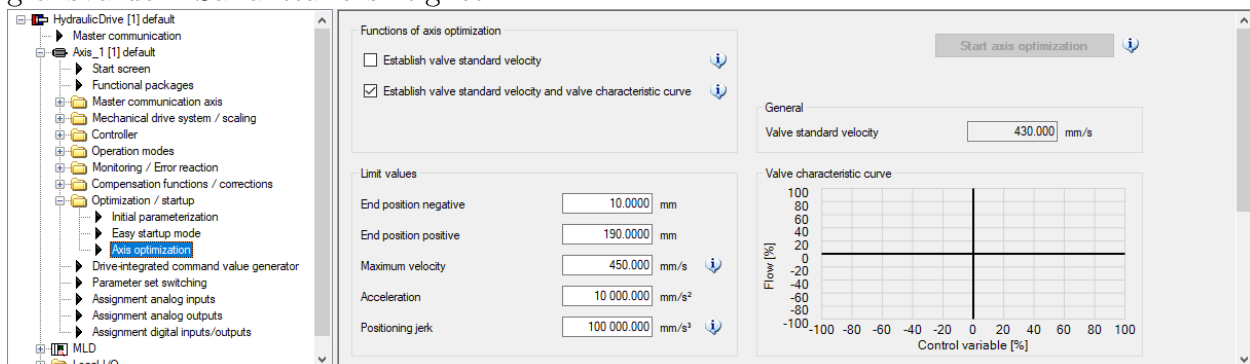 HydraulicDrive [1] default
Master communication
Axis_1 [1] default
Start screen
Functional packages
Master communication axis
Mechanical drive system / scaling
Controller
Operation modes
Monitoring / Error reaction
Compensation functions / corrections
Optimization / startup
Initial parameterization
Easy startup mode
Axis optimization
Drive-integrated command value generator
Parameter set switching
Assignment analog inputs
Assignment analog outputs
Assignment digital inputs/outputs
MLD
Functions of axis optimization
Establish valve standard velocity
Establish valve standard velocity and valve characteristic curve
Start axis optimization
General
Valve standard velocity 430.000 mm/s
Limit values
End position negative 10.0000 mm
End position positive 190.0000 mm
Maximum velocity 450.000 mm/s
Acceleration 10 000.000 mm/s²
Positioning jerk 100 000.000 mm/s³
Valve characteristic curve
Flow [%]
100
80
60
40
20
0
-20
-40
-60
-80
-100
-100 -80 -60 -40 -20 0 20 40 60 80 100
Control variable [%]